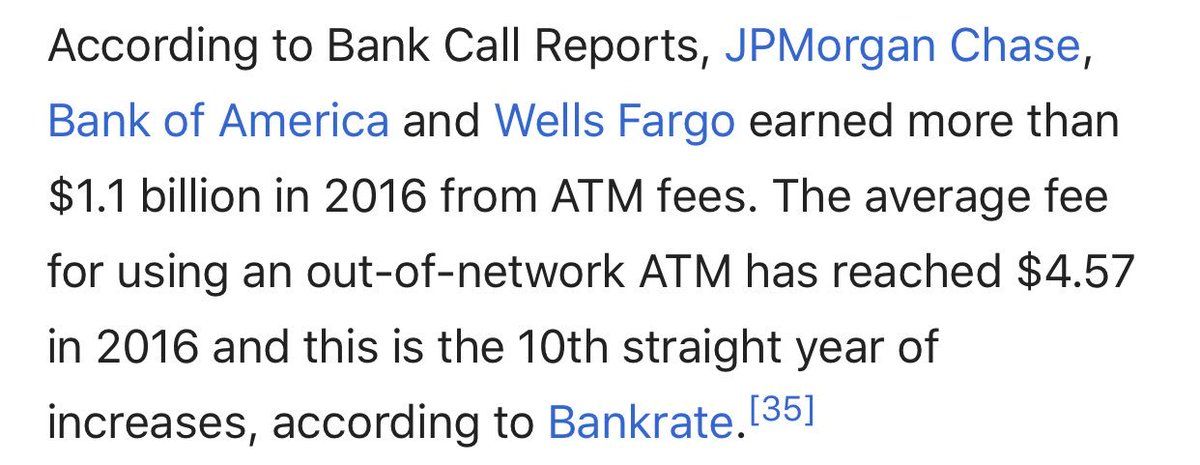 According to Bank Call Reports, JPMorgan Chase,
Bank of America and Wells Fargo earned more than
$1.1 billion in 2016 from ATM fees. The average fee
for using an out-of-network ATM has reached $4.57
in 2016 and this is the 10th straight year of
increases, according to Bankrate.[35]